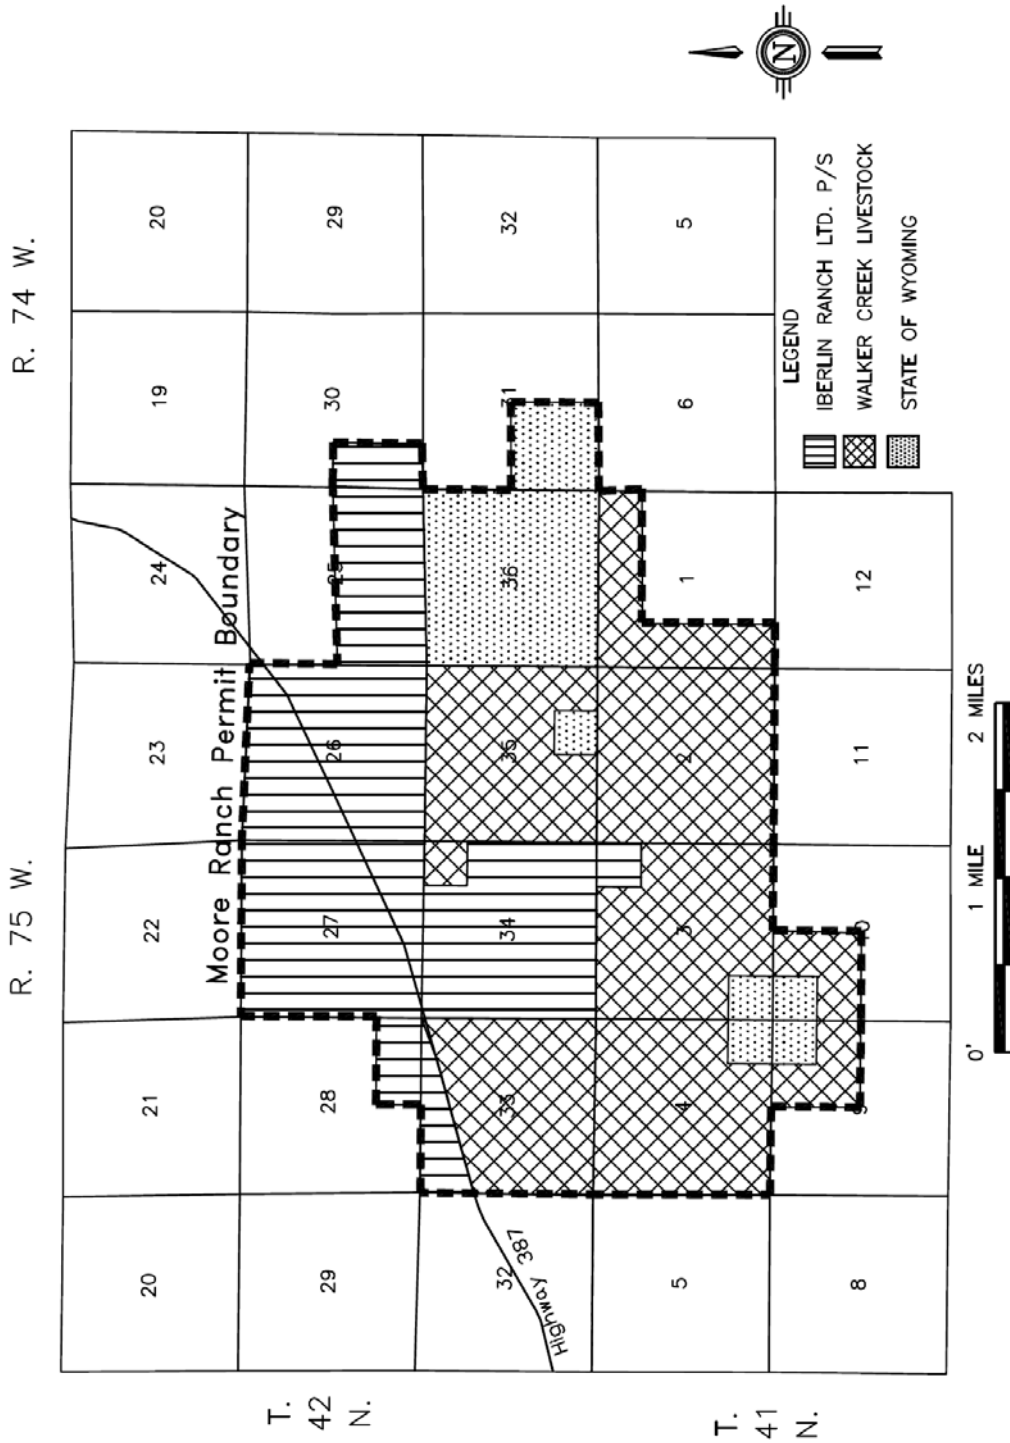 R. 75 W.
R. 74 W.
T.
42
N.
T.
41
N.
20
21
22
23
24
19
20
Moore Ranch Permit Boundary
29
28
27
26
25
30
29
32
33
34
35
36
31
32
Highway 387
5
4
3
2
1
6
5
8
9
10
11
12
LEGEND
IBERLIN RANCH LTD. P/S
WALKER CREEK LIVESTOCK
STATE OF WYOMING
0' 1 MILE 2 MILES
N